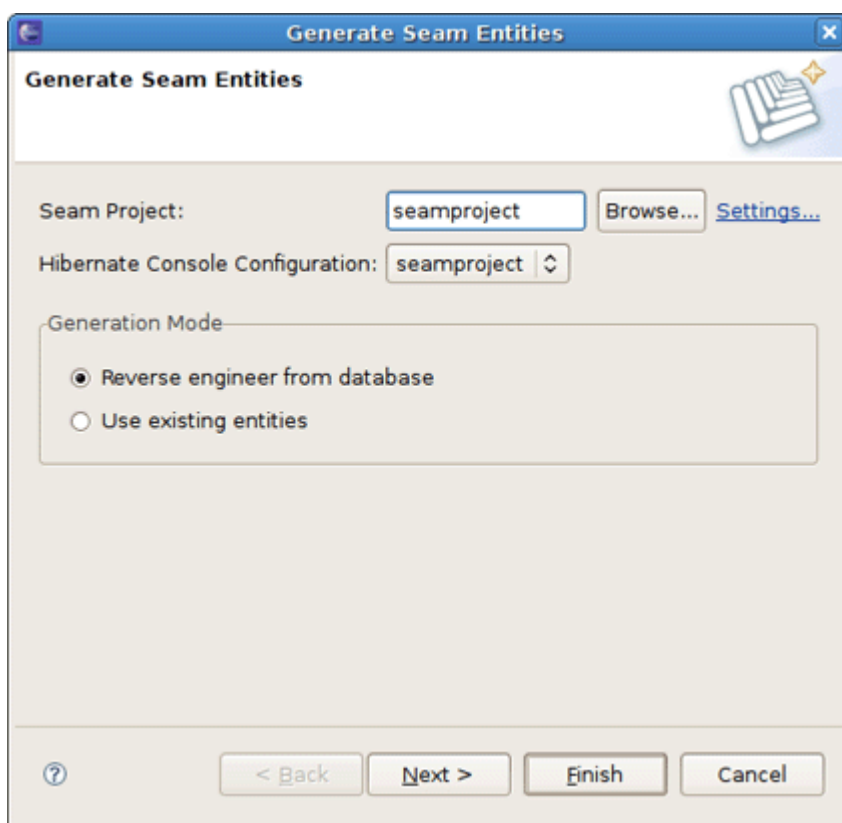 Generate Seam Entities
Generate Seam Entities
Seam Project: seamproject Browse... Settings...
Hibernate Console Configuration: seamproject
Generation Mode
Reverse engineer from database
Use existing entities
? < Back Next > Finish Cancel